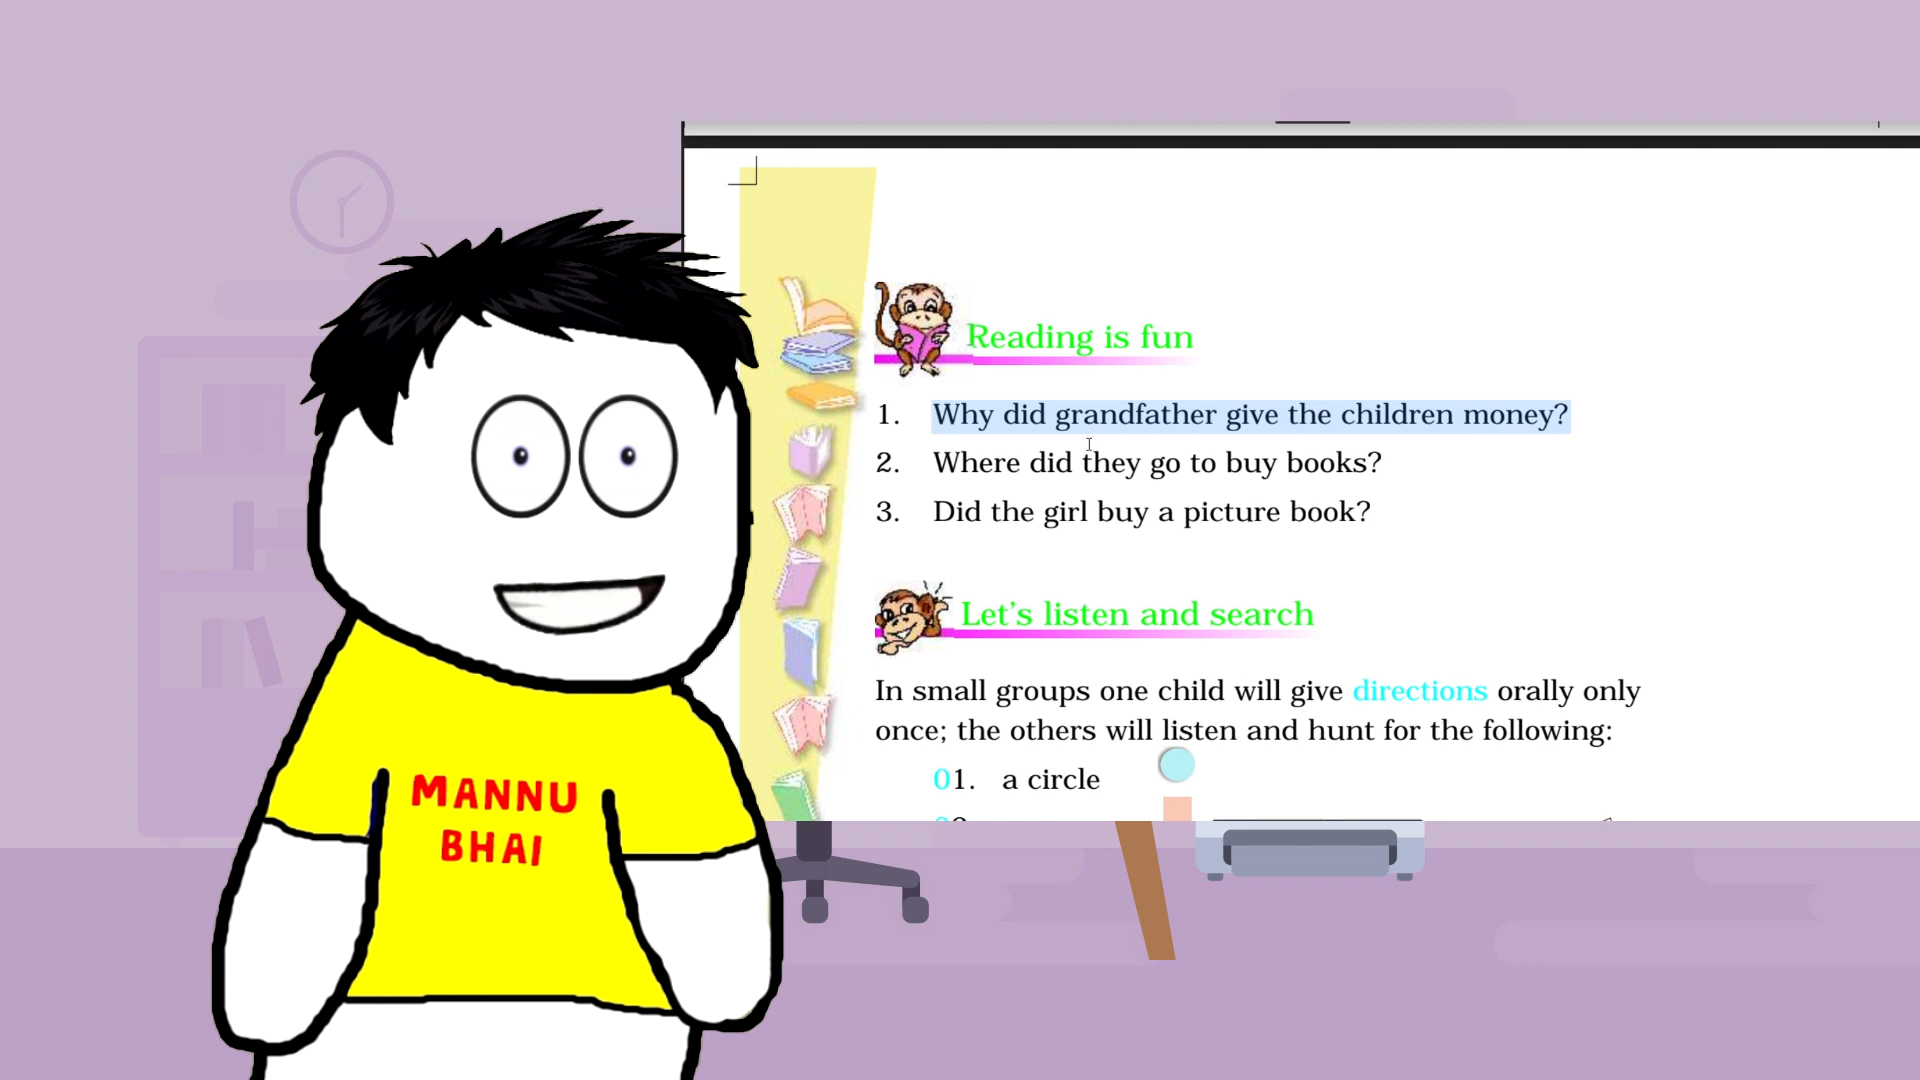 MANNU
BHAI
Reading is fun
1. Why did grandfather give the children money?
2. Where did they go to buy books?
3. Did the girl buy a picture book?
Let's listen and search
In small groups one child will give directions orally only
once; the others will listen and hunt for the following:
01. a circle